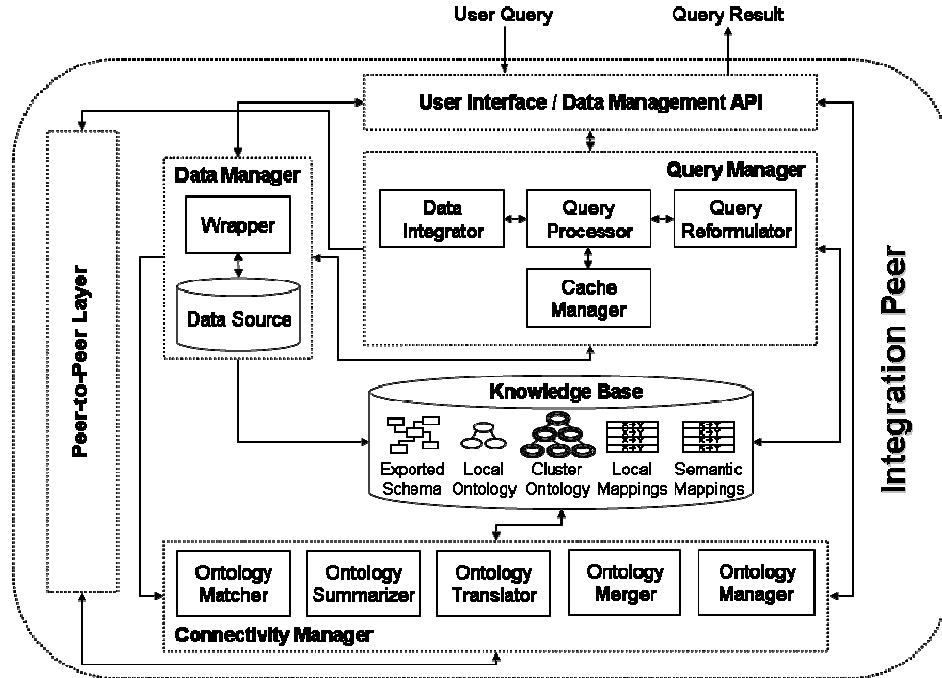 User Query
Query Result
User Interface / Data Management API
Data Manager
Wrapper
Data Source
Query Manager
Data
Integrator
Query
Processor
Query
Reformulator
Cache
Manager
Peer-to-Peer Layer
Integration Peer
Knowledge Base
Exported
Schema
Local
Ontology
Cluster
Ontology
Local
Mappings
Semantic
Mappings
Ontology
Matcher
Ontology
Summarizer
Ontology
Translator
Ontology
Merger
Ontology
Manager
Connectivity Manager